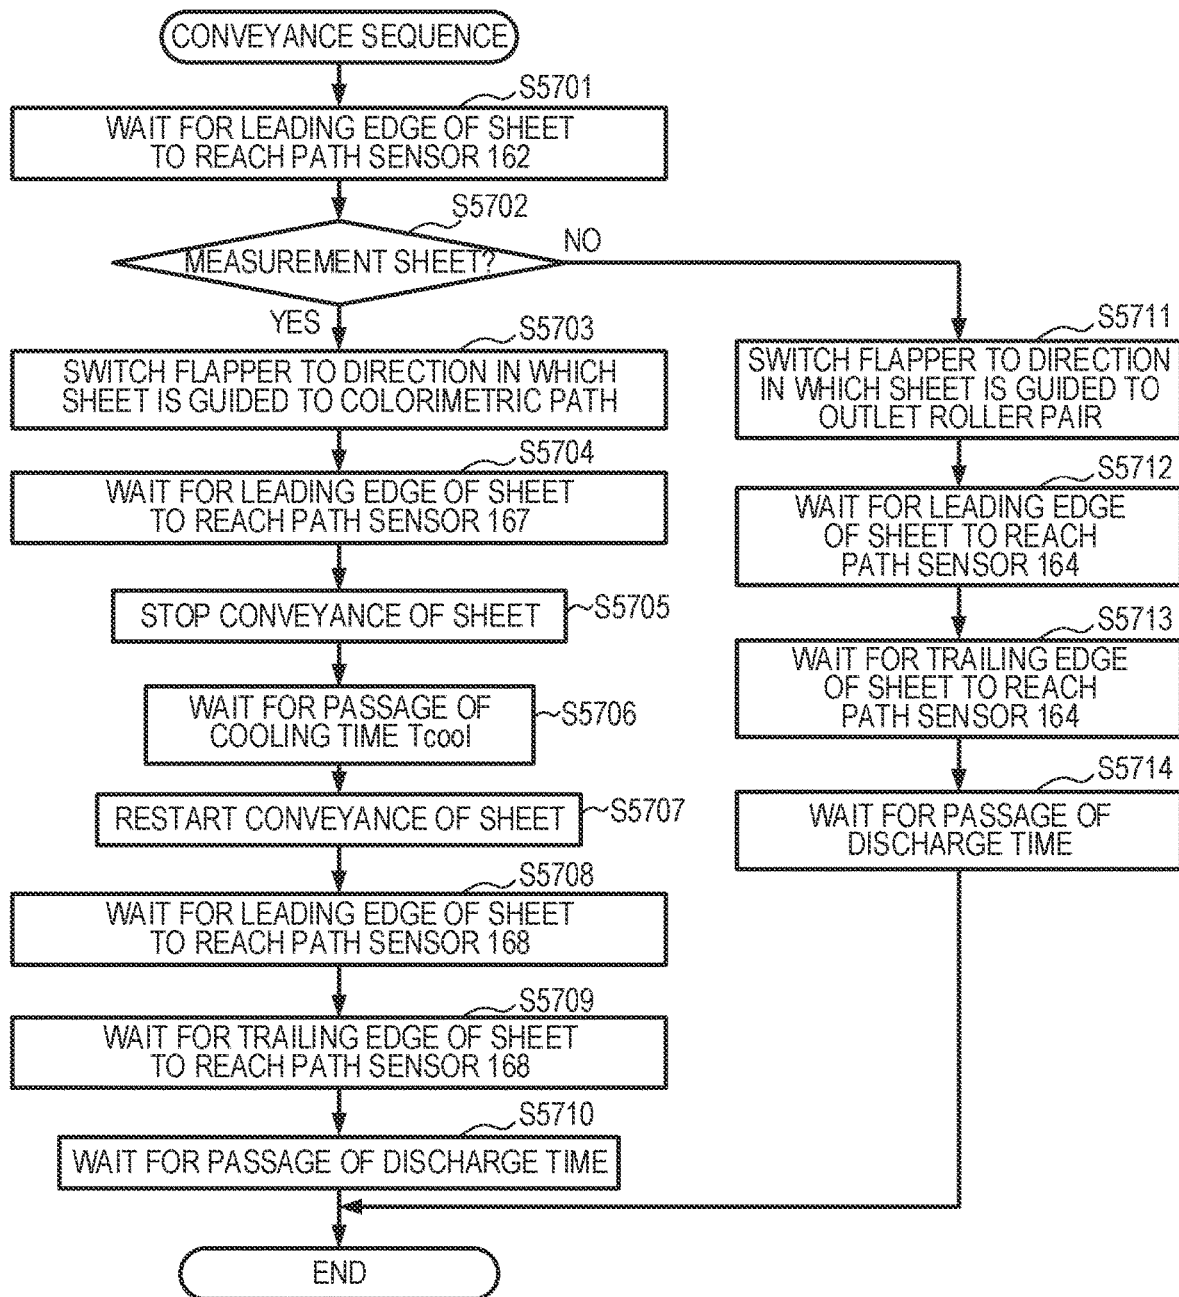 CONVEYANCE SEQUENCE
S5701
WAIT FOR LEADING EDGE OF SHEET
TO REACH PATH SENSOR 162
S5702
MEASUREMENT SHEET?
NO
YES
S5703
SWITCH FLAPPER TO DIRECTION IN WHICH
SHEET IS GUIDED TO COLORIMETRIC PATH
S5704
WAIT FOR LEADING EDGE OF SHEET
TO REACH PATH SENSOR 167
STOP CONVEYANCE OF SHEET
S5705
WAIT FOR PASSAGE OF
COOLING TIME Tcool
S5706
RESTART CONVEYANCE OF SHEET
S5707
S5708
WAIT FOR LEADING EDGE OF SHEET
TO REACH PATH SENSOR 168
S5709
WAIT FOR TRAILING EDGE OF SHEET
TO REACH PATH SENSOR 168
S5710
WAIT FOR PASSAGE OF DISCHARGE TIME
S5711
SWITCH FLAPPER TO DIRECTION
IN WHICH SHEET IS GUIDED TO
OUTLET ROLLER PAIR
S5712
WAIT FOR LEADING EDGE
OF SHEET TO REACH
PATH SENSOR 164
S5713
WAIT FOR TRAILING EDGE
OF SHEET TO REACH
PATH SENSOR 164
S5714
WAIT FOR PASSAGE OF
DISCHARGE TIME
END